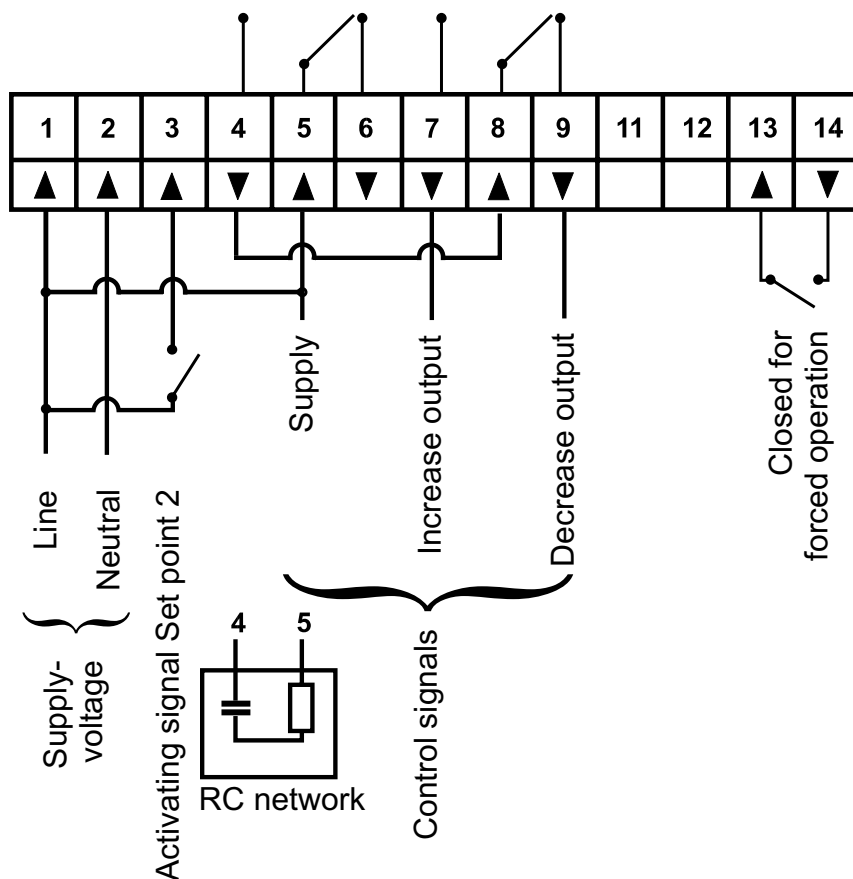 1 2 3 4 5 6 7 8 9 11 12 13 14
Line
Neutral
Supply-
voltage
Activating signal Set point 2
Supply
Increase output
Decrease output
Control signals
Closed for
forced operation
4 5
RC network